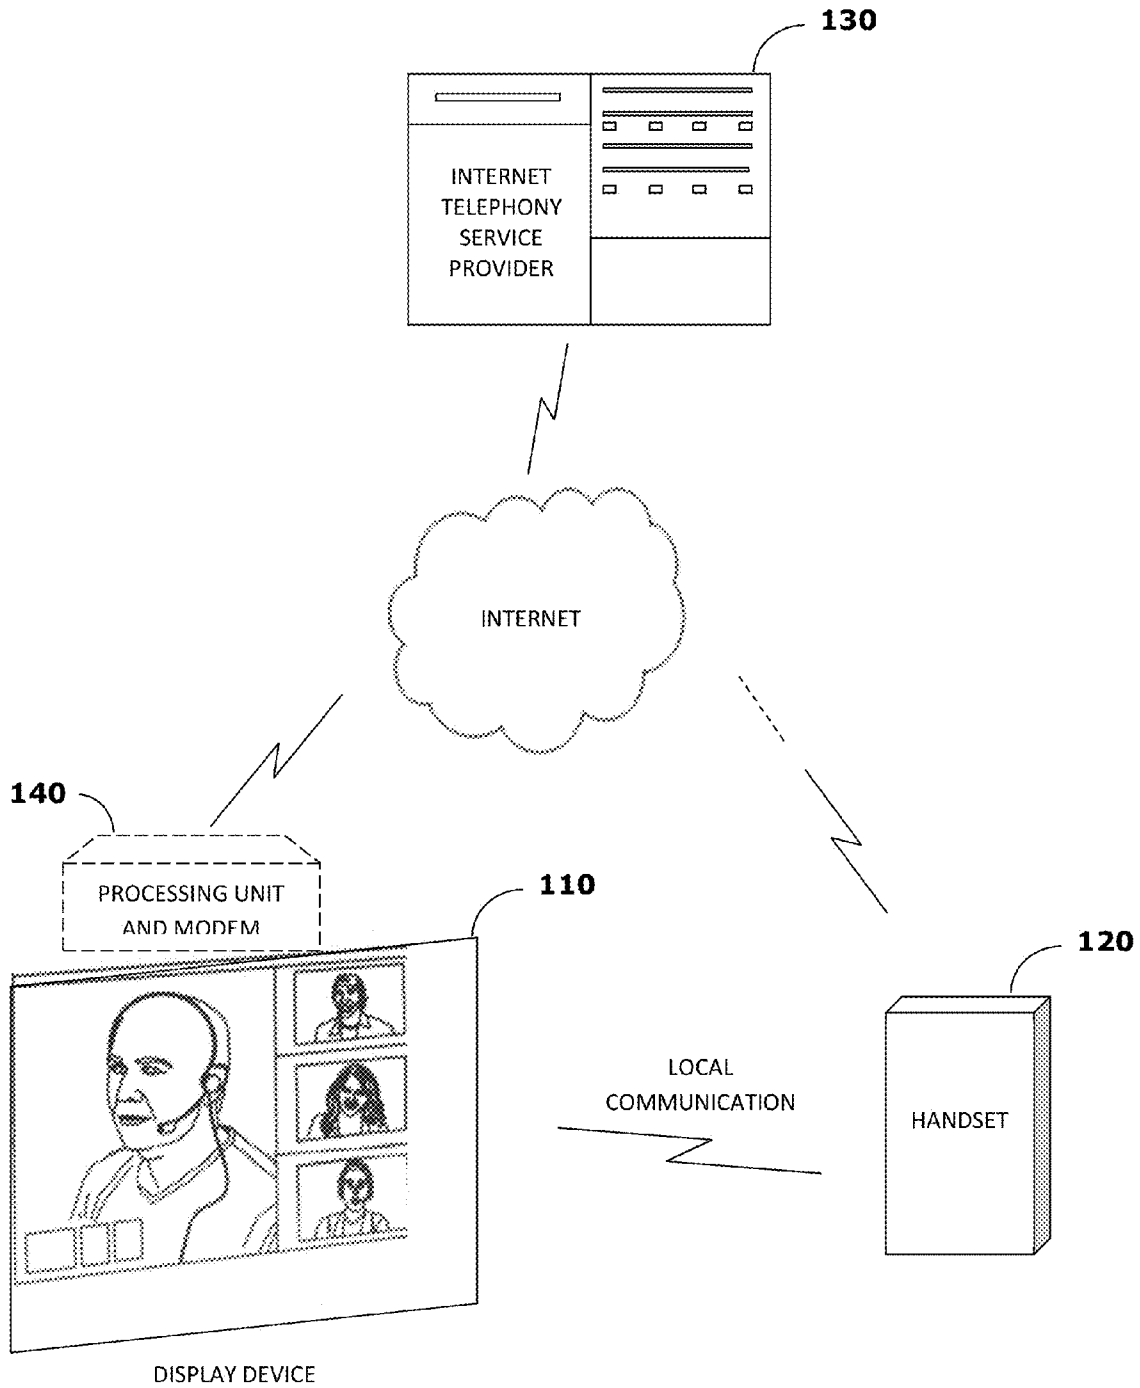 130
INTERNET
TELEPHONY
SERVICE
PROVIDER
INTERNET
140
PROCESSING UNIT
AND MODEM
110
120
LOCAL
COMMUNICATION
HANDSET
DISPLAY DEVICE